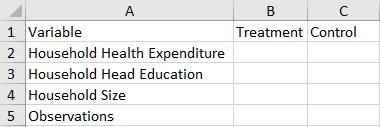 A B C
1 Variable Treatment Control
2 Household Health Expenditure
3 Household Head Education
4 Household Size
5 Observations